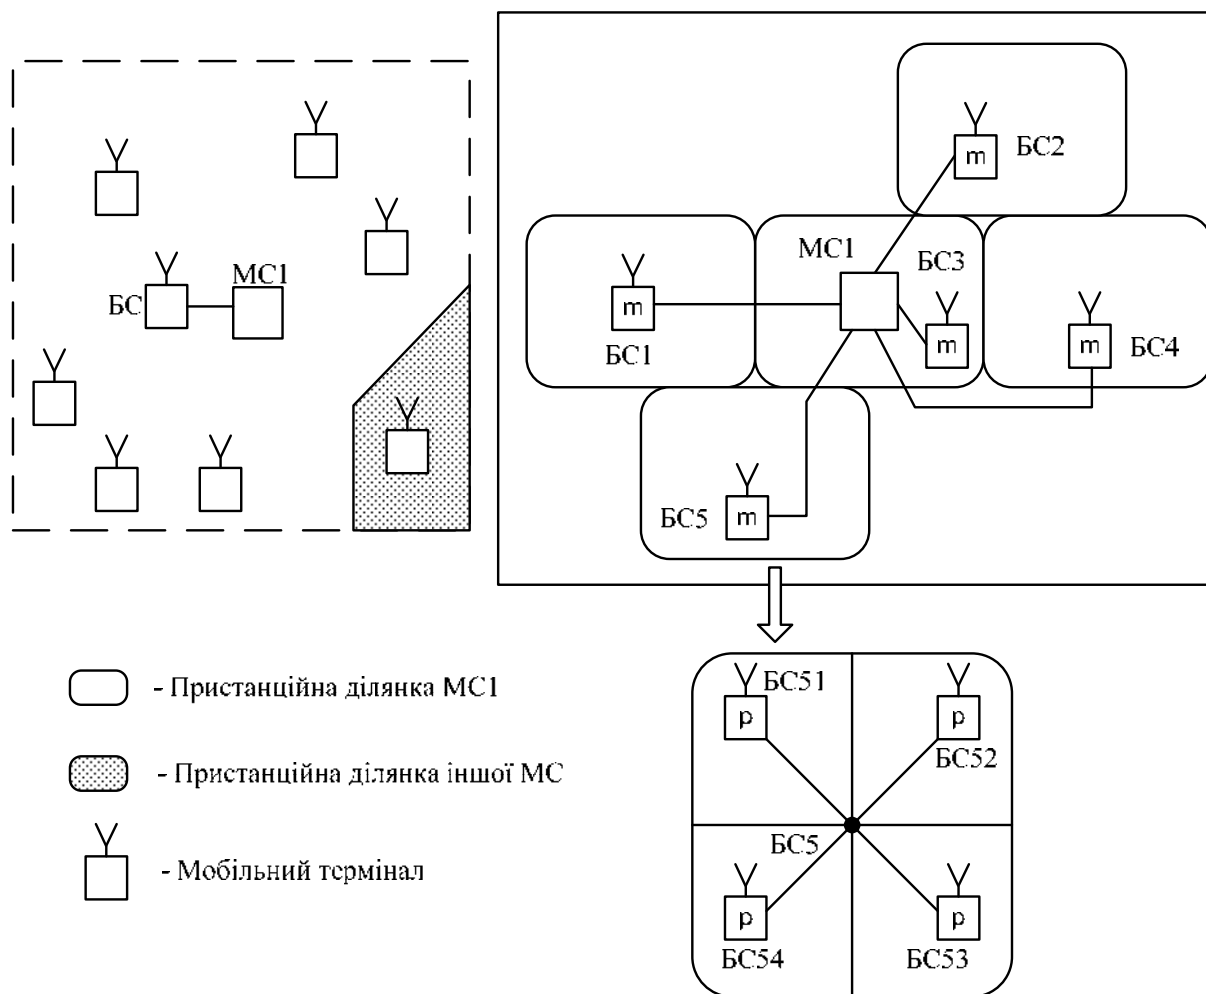 БС
МС1
БС2
МС1
БС3
m
m
m
m
БС1
БС4
БС5
m
- Пристанційна ділянка МС1
- Пристанційна ділянка іншої МС
- Мобільний термінал
БС51
p
p
БС52
БС5
p
p
БС54
БС53